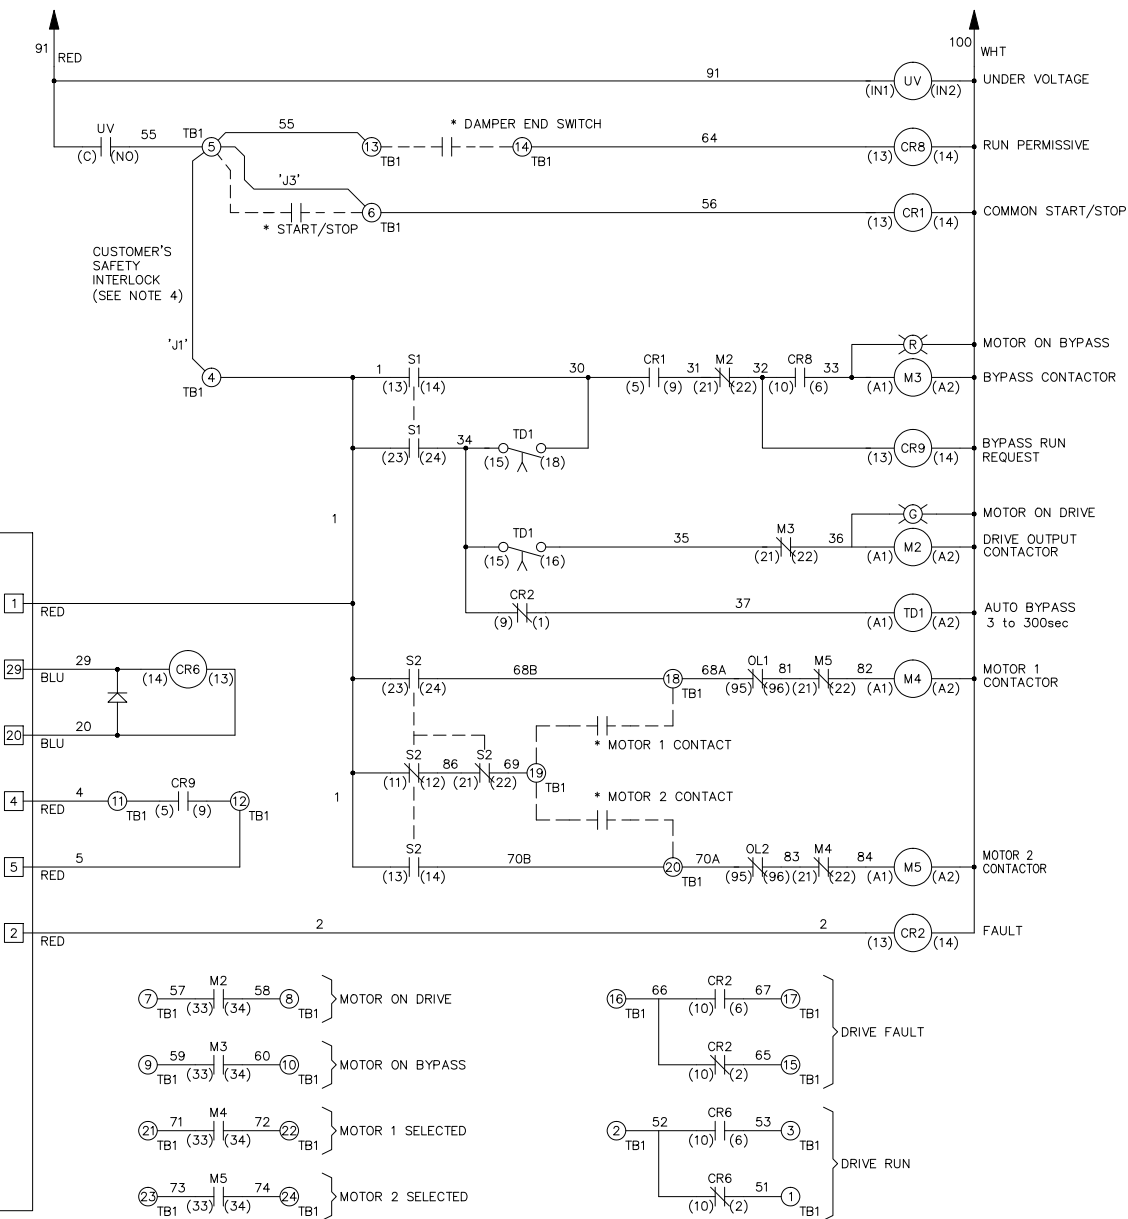 91 RED 100 WHT
91 (IN1) UV (IN2) UNDER VOLTAGE
UV 55 TB1 55 * DAMPER END SWITCH
(C) (NO) 5 13 TB1 14 TB1 64 (13) CR8 (14) RUN PERMISSIVE
'J3'
* START/STOP 6 TB1 56 (13) CR1 (14) COMMON START/STOP
CUSTOMER'S
SAFETY
INTERLOCK
(SEE NOTE 4)
'J1'
R MOTOR ON BYPASS
4 TB1 1 S1 (13) (14) 30 CR1 (5) (9) 31 M2 (21) (22) 32 CR8 (10) (6) 33 (A1) M3 (A2) BYPASS CONTACTOR
S1 (23) (24) 34 TD1 (15) (18) (13) CR9 (14) BYPASS RUN
REQUEST
1
G MOTOR ON DRIVE
TD1 (15) (16) 35 M3 (21) (22) 36 (A1) M2 (A2) DRIVE OUTPUT
CONTACTOR
1 RED
CR2 (9) (1) 37 (A1) TD1 (A2) AUTO BYPASS
3 to 300sec
29 BLU 29 (14) CR6 (13)
S2 (23) (24) 68B 18 TB1 68A OL1 (95) (96) 81 M5 (21) (22) 82 (A1) M4 (A2) MOTOR 1
CONTACTOR
20 BLU 20
* MOTOR 1 CONTACT
S2 (11) (12) 86 S2 (21) (22) 69 19 TB1
4 RED 4 11 TB1 CR9 (5) (9) 12 TB1
1
* MOTOR 2 CONTACT
5 RED 5
S2 (13) (14) 70B 20 TB1 70A OL2 (95) (96) 83 M4 (21) (22) 84 (A1) M5 (A2) MOTOR 2
CONTACTOR
2 RED 2 2 (13) CR2 (14) FAULT
7 TB1 57 M2 (33) (34) 58 8 TB1 MOTOR ON DRIVE
9 TB1 59 M3 (33) (34) 60 10 TB1 MOTOR ON BYPASS
21 TB1 71 M4 (33) (34) 72 22 TB1 MOTOR 1 SELECTED
23 TB1 73 M5 (33) (34) 74 24 TB1 MOTOR 2 SELECTED
16 TB1 66 CR2 (10) (6) 67 17 TB1
DRIVE FAULT
CR2 (10) (2) 65 15 TB1
2 TB1 52 CR6 (10) (6) 53 3 TB1
DRIVE RUN
CR6 (10) (2) 51 1 TB1